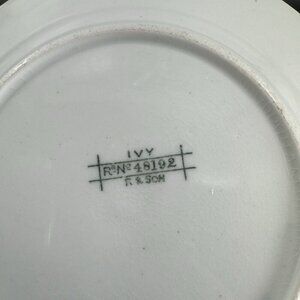 IVY
Rᴰ Nº 48192
F. & SON